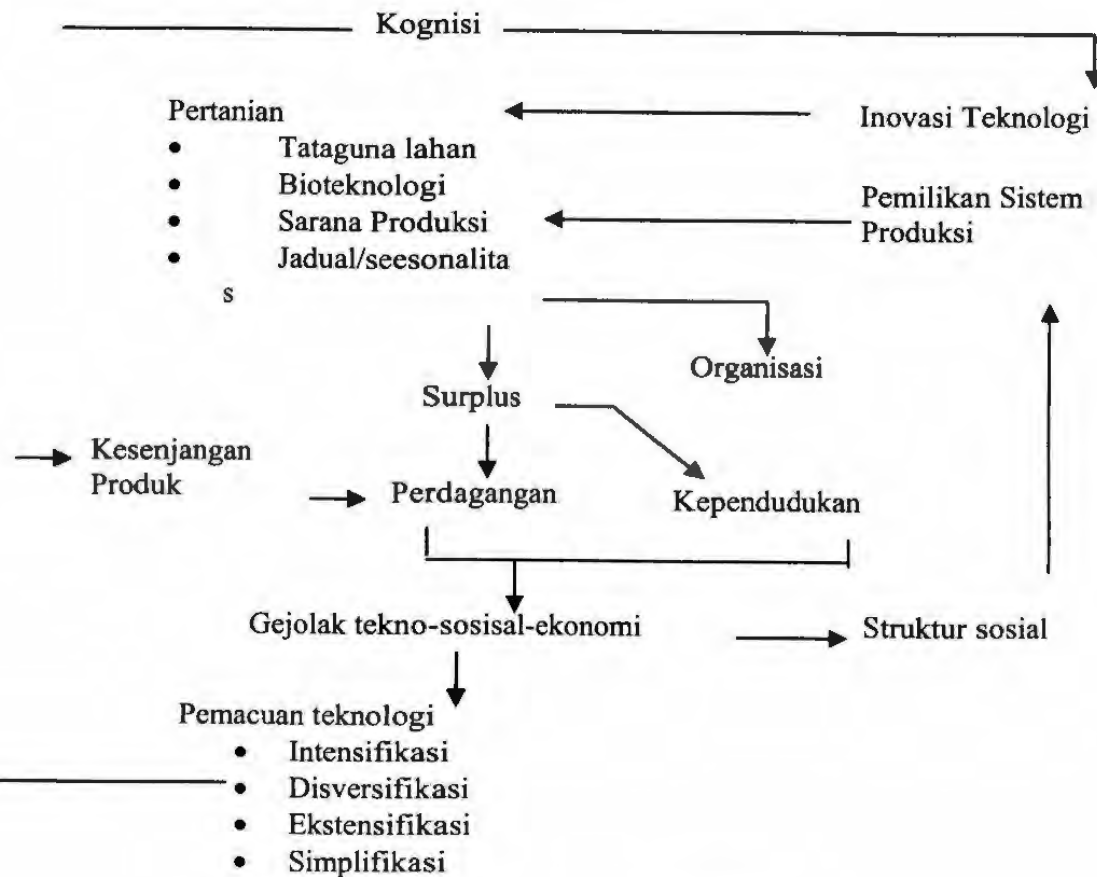 Kognisi
Pertanian
Inovasi Teknologi
• Tataguna lahan
• Bioteknologi
• Sarana Produksi
• Jadual/seesonalita
s
Pemilikan Sistem
Produksi
Organisasi
Surplus
Kesenjangan
Produk
Perdagangan
Kependudukan
Gejolak tekno-sosisal-ekonomi
Struktur sosial
Pemacuan teknologi
• Intensifikasi
• Disversifikasi
• Ekstensifikasi
• Simplifikasi